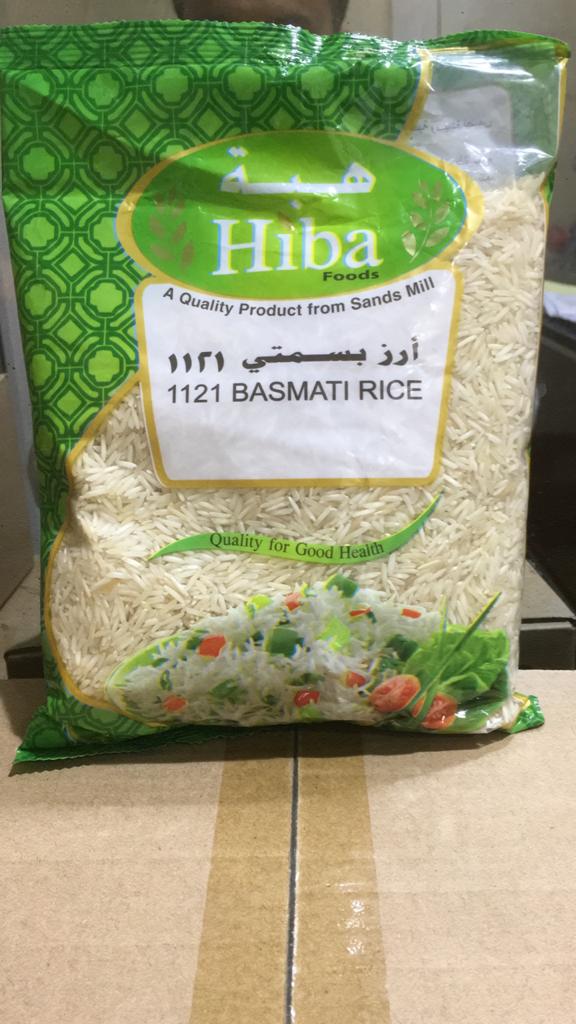 هبة
Hiba
Foods
A Quality Product from Sands Mill
أرز بسمتي ١١٢١
1121 BASMATI RICE
Quality for Good Health